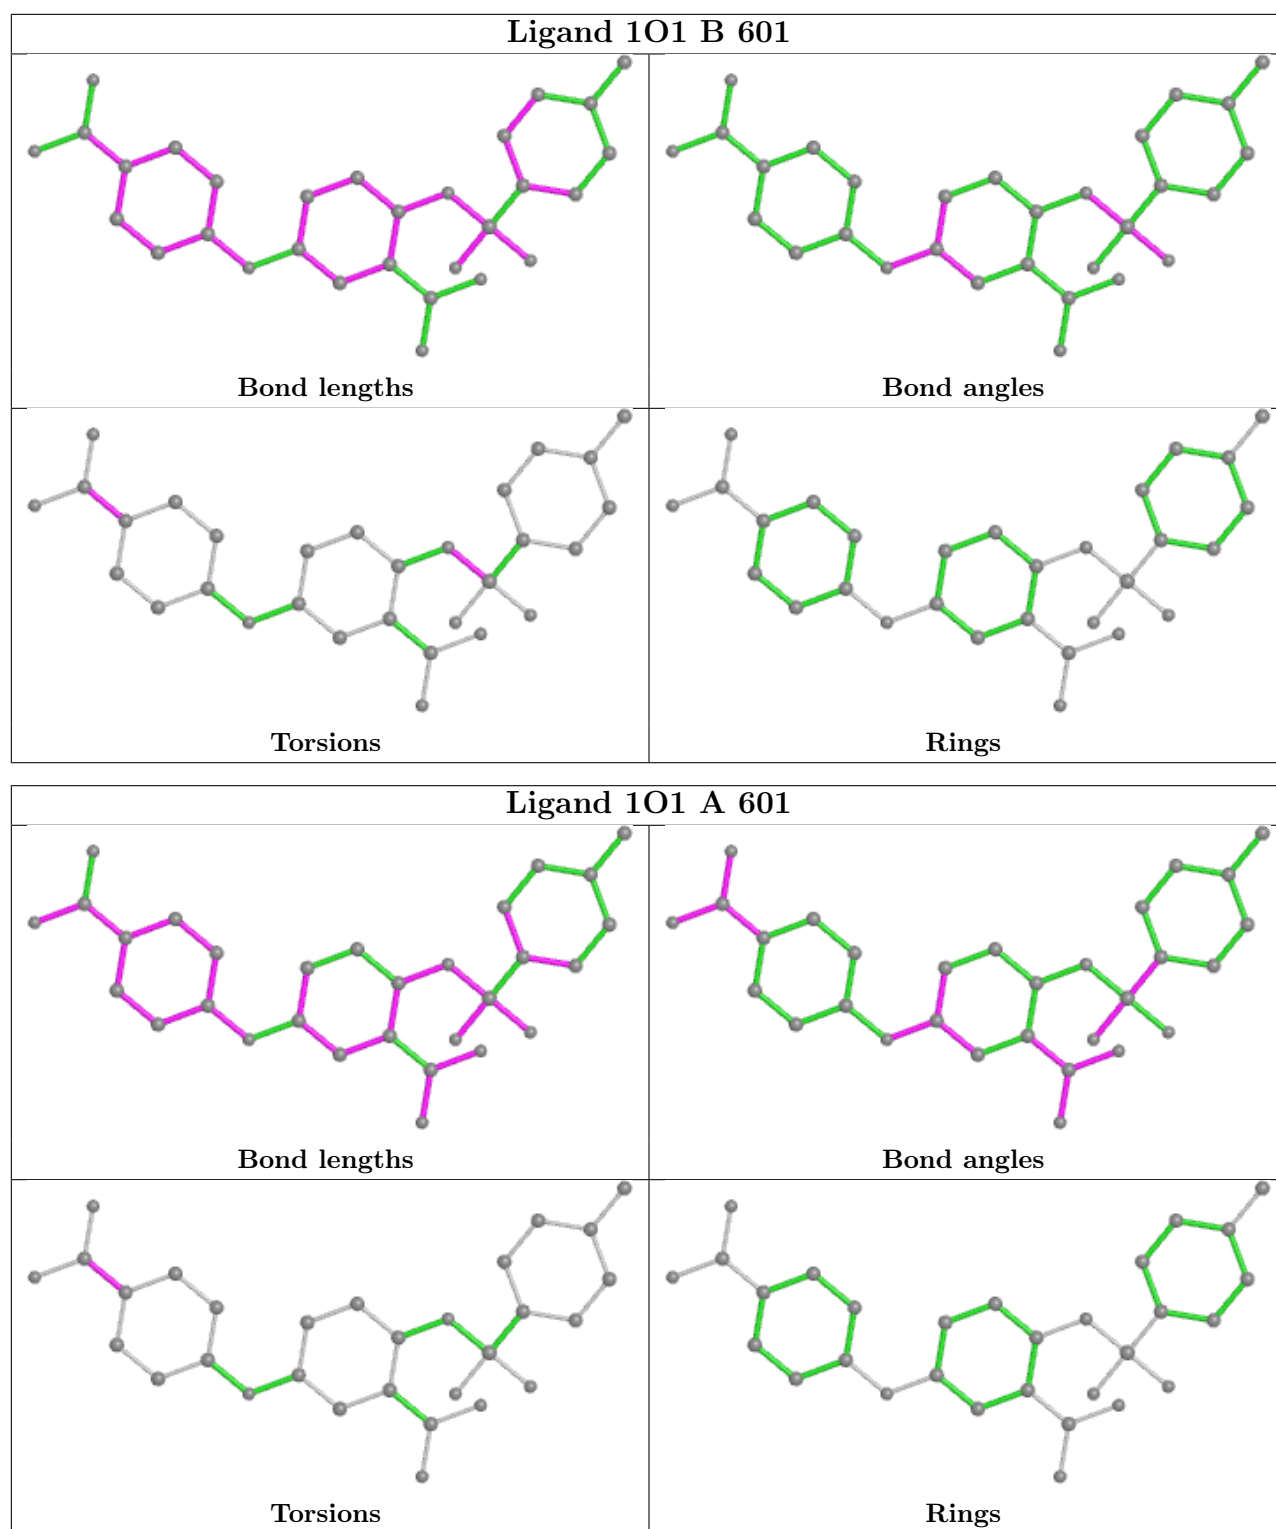 Ligand 1O1 B 601
Bond lengths
Bond angles
Torsions
Rings
Ligand 1O1 A 601
Bond lengths
Bond angles
Torsions
Rings